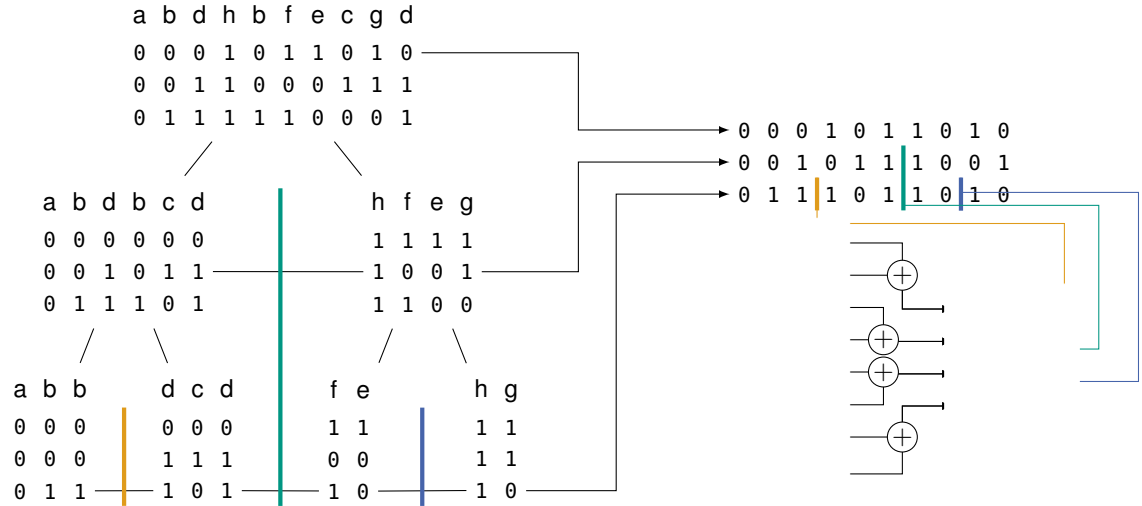 a b d h b f e c g d
0 0 0 1 0 1 1 0 1 0
0 0 1 1 0 0 0 1 1 1
0 1 1 1 1 1 0 0 0 1
0 0 0 1 0 1 1 0 1 0
0 0 1 0 1 1 1 0 0 1
0 1 1 1 0 1 1 0 1 0
a b d b c d
0 0 0 0 0 0
0 0 1 0 1 1
0 1 1 1 0 1
h f e g
1 1 1 1
1 0 0 1
1 1 0 0
a b b
0 0 0
0 0 0
0 1 1
d c d
0 0 0
1 1 1
1 0 1
f e
1 1
0 0
1 0
h g
1 1
1 1
1 0